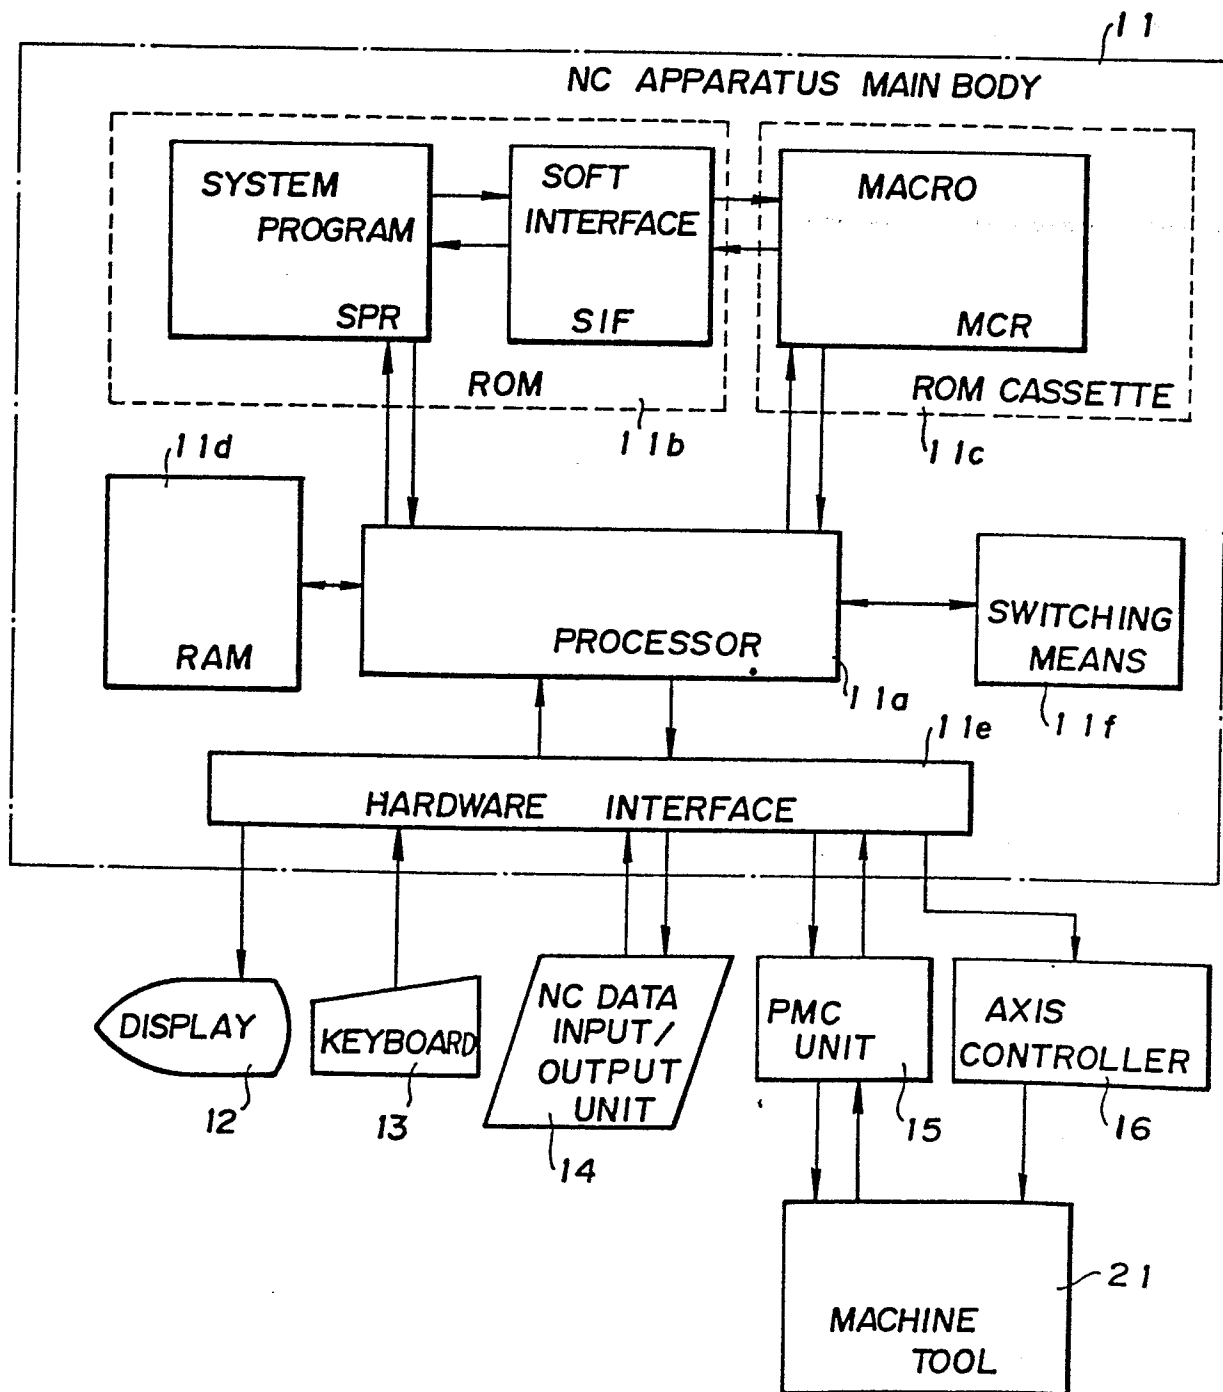 11
NC APPARATUS MAIN BODY
SYSTEM
PROGRAM
SPR
SOFT
INTERFACE
SIF
MACRO
MCR
ROM
ROM CASSETTE
11b
11c
11d
RAM
PROCESSOR
11a
SWITCHING
MEANS
11f
11e
HARDWARE INTERFACE
DISPLAY
12
KEYBOARD
13
NC DATA
INPUT/
OUTPUT
UNIT
14
PMC
UNIT
15
AXIS
CONTROLLER
16
21
MACHINE
TOOL